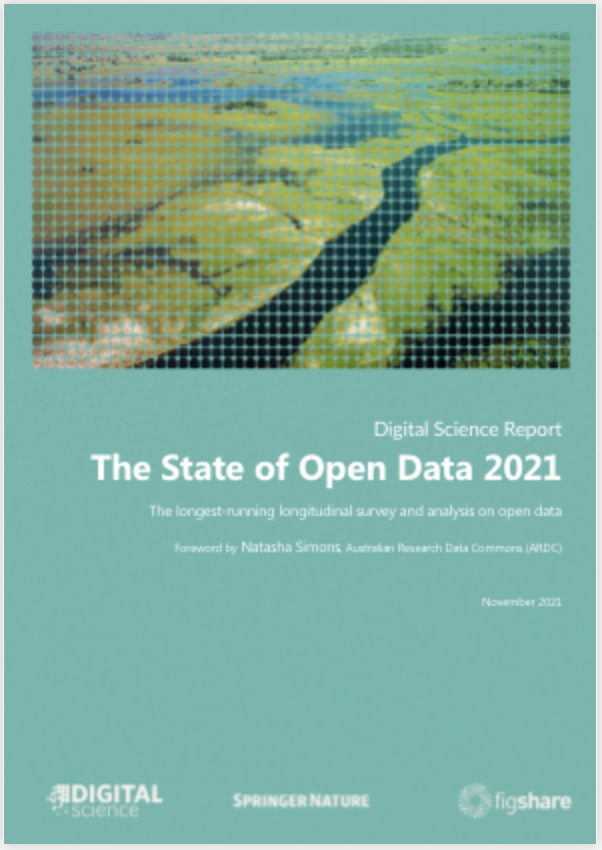 Digital Science Report
The State of Open Data 2021
The longest-running longitudinal survey and analysis on open data
Foreword by Natasha Simons, Australian Research Data Commons (ARDC)
November 2021
DIGITAL
science
SPRINGER NATURE
figshare